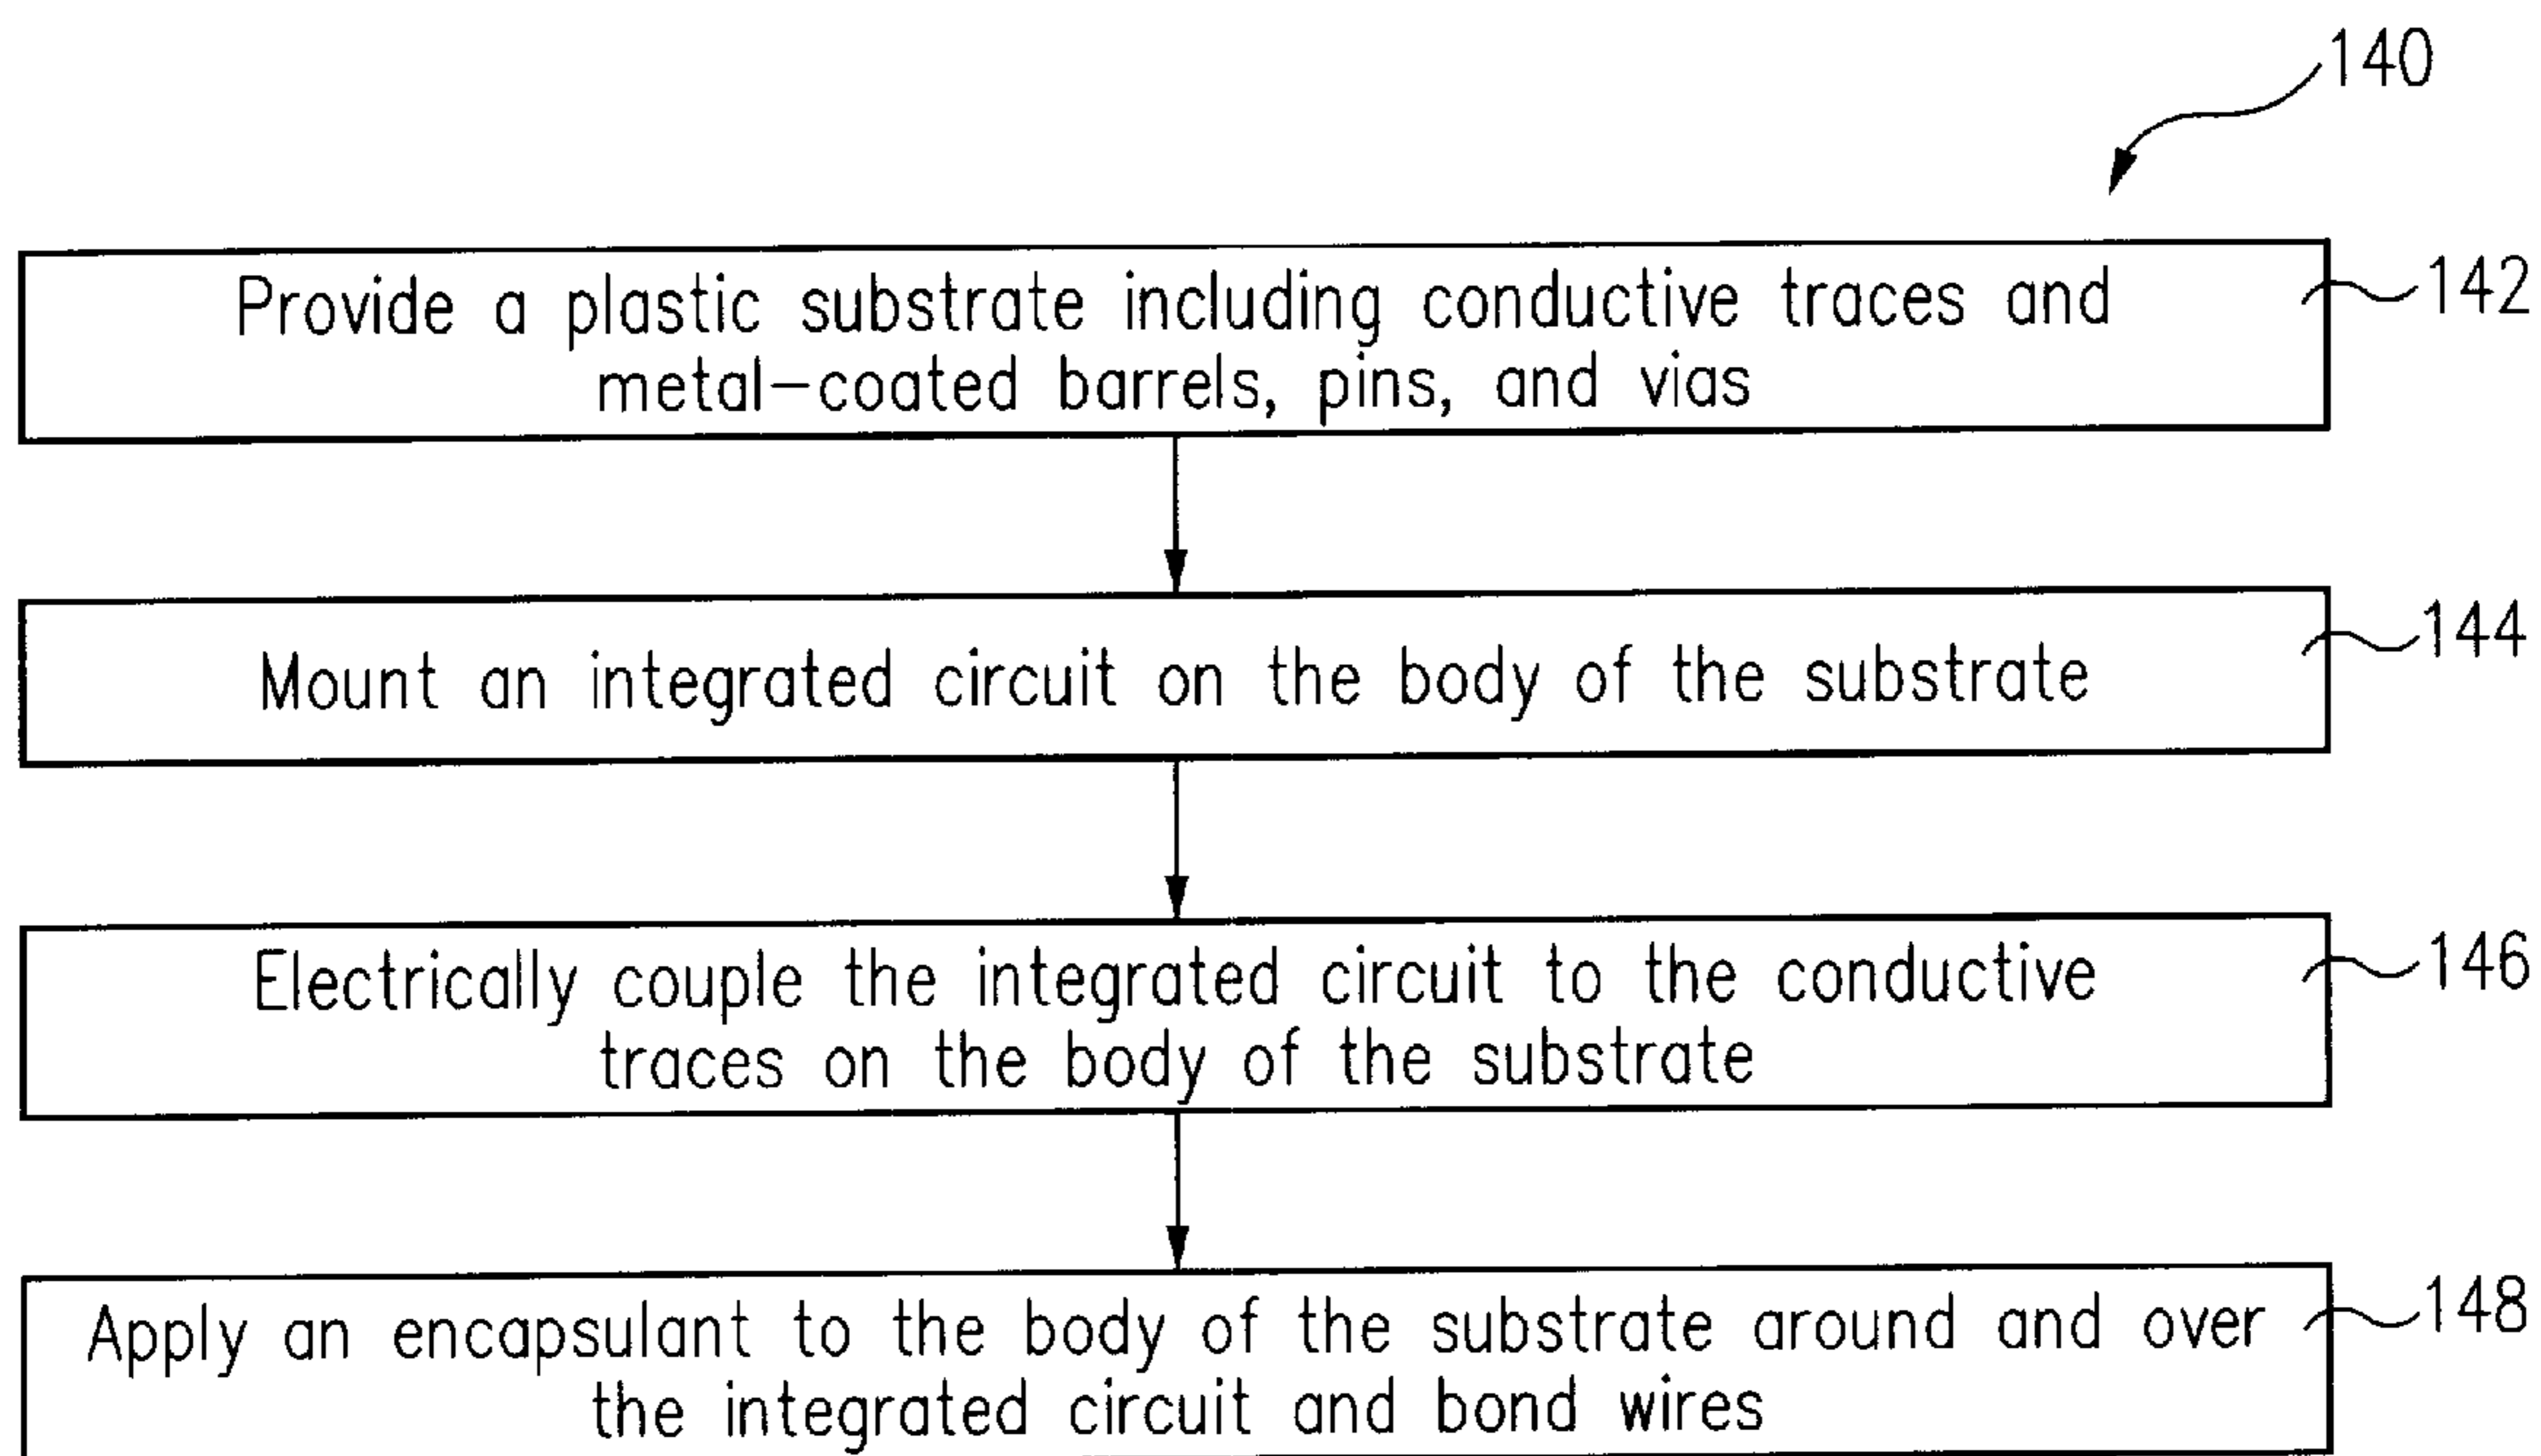 140
Provide a plastic substrate including conductive traces and
metal-coated barrels, pins, and vias
142
Mount an integrated circuit on the body of the substrate
144
Electrically couple the integrated circuit to the conductive
traces on the body of the substrate
146
Apply an encapsulant to the body of the substrate around and over
the integrated circuit and bond wires
148